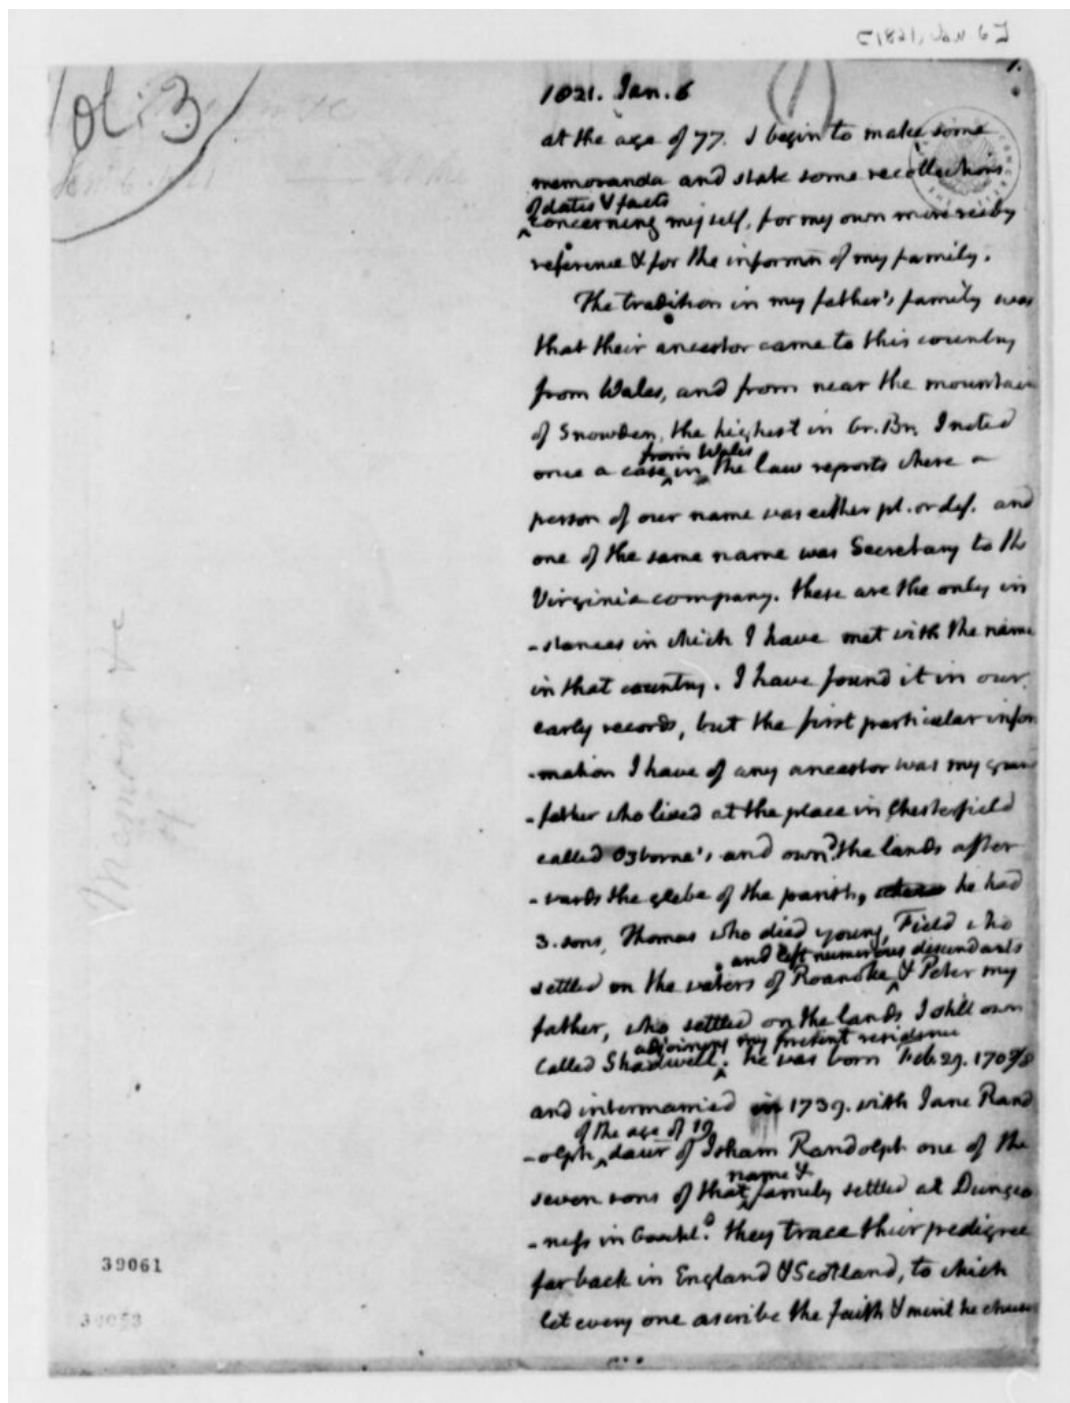 1.
ol: 3
1821. Jan. 6
at the age of 77. I begin to make some
memoranda and state some recollections
of dates & facts
concerning myself, for my own more ready
reference & for the informn of my family.
The tradition in my father's family was
that their ancestor came to this country
from Wales, and from near the mountain
of Snowden, the highest in Gr. Br. I noted
from Wales
once a case in the law reports where a
person of our name was either pl. or def. and
one of the same name was Secretary to the
Virginia company. these are the only in
-stances in which I have met with the name
in that country. I have found it in our
early records, but the first particular infor
-mation I have of any ancestor was my grand
-father who lived at the place in Chesterfield
called Ozborne's and ownd. the lands after
-wards the glebe of the parish, he had
3. sons, Thomas who died young, Field who
and left numerous descendants
settled on the waters of Roanoke & Peter my
father, who settled on the lands I still own
adjoining my present residence
called Shadwell. he was born Feb. 29. 1707/8
and intermarried in 1739. with Jane Rand
of the age of 19
-olph daur of Isham Randolph one of the
name &
seven sons of that family settled at Dungeo
-ness in Goochld. they trace their pedigree
far back in England & Scotland, to which
let every one ascribe the faith & merit he chuses
Memoir &c
of
39061